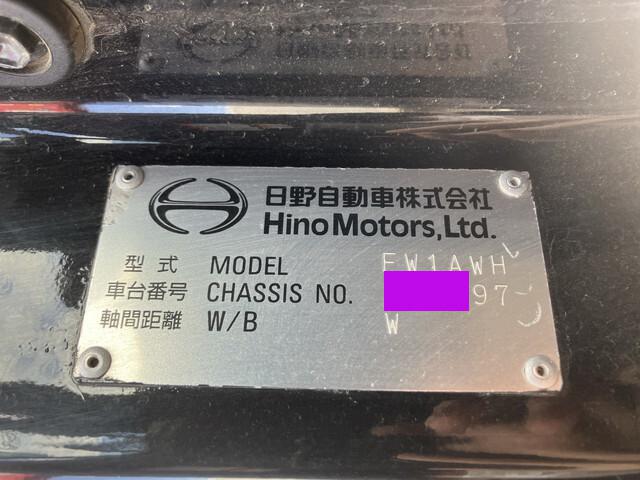 日野自動車株式会社
Hino Motors, Ltd.
型式 MODEL FW1AWH
車台番号 CHASSIS NO. 97-
軸間距離 W/B W